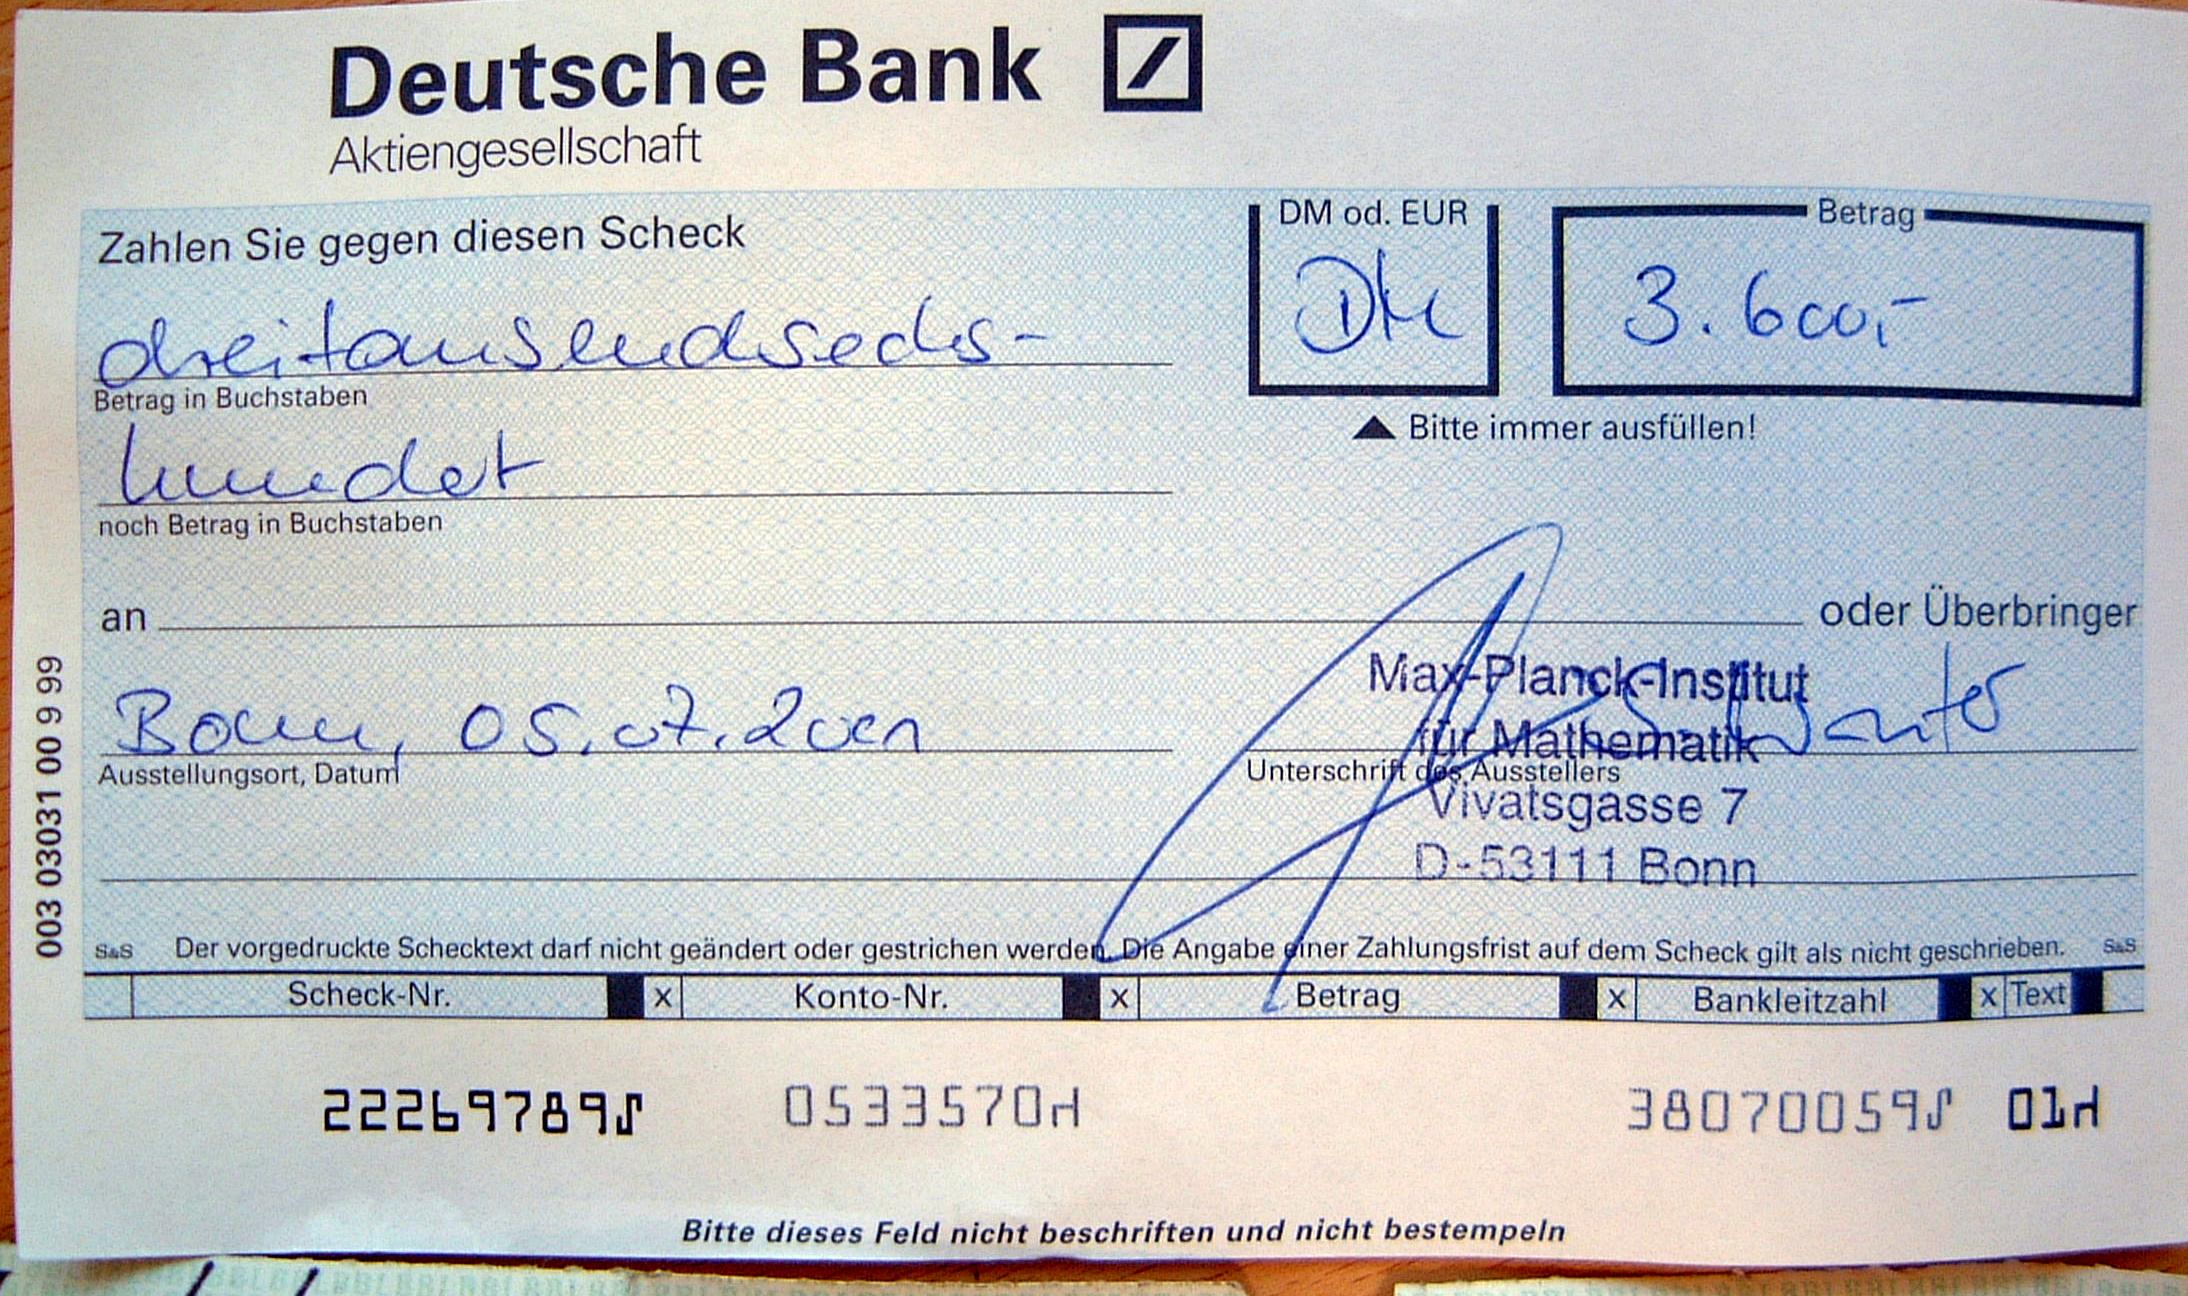 Deutsche Bank
Aktiengesellschaft
Zahlen Sie gegen diesen Scheck
DM od. EUR
Betrag
dreitausendsechs-
DM
3.600,-
Betrag in Buchstaben
Bitte immer ausfüllen!
hundert
noch Betrag in Buchstaben
an
oder Überbringer
Max-Planck-Institut
für Mathematik
Bonn, 05.07.2001
Ausstellungsort, Datum
Unterschrift des Ausstellers
Vivatsgasse 7
D-53111 Bonn
003 03031 00 9 99
S&S Der vorgedruckte Schecktext darf nicht geändert oder gestrichen werden. Die Angabe einer Zahlungsfrist auf dem Scheck gilt als nicht geschrieben. S&S
Scheck-Nr. X Konto-Nr. X Betrag X Bankleitzahl X Text
22269789⑀ 0533570⑁ 38070059⑀ 01⑁
Bitte dieses Feld nicht beschriften und nicht bestempeln